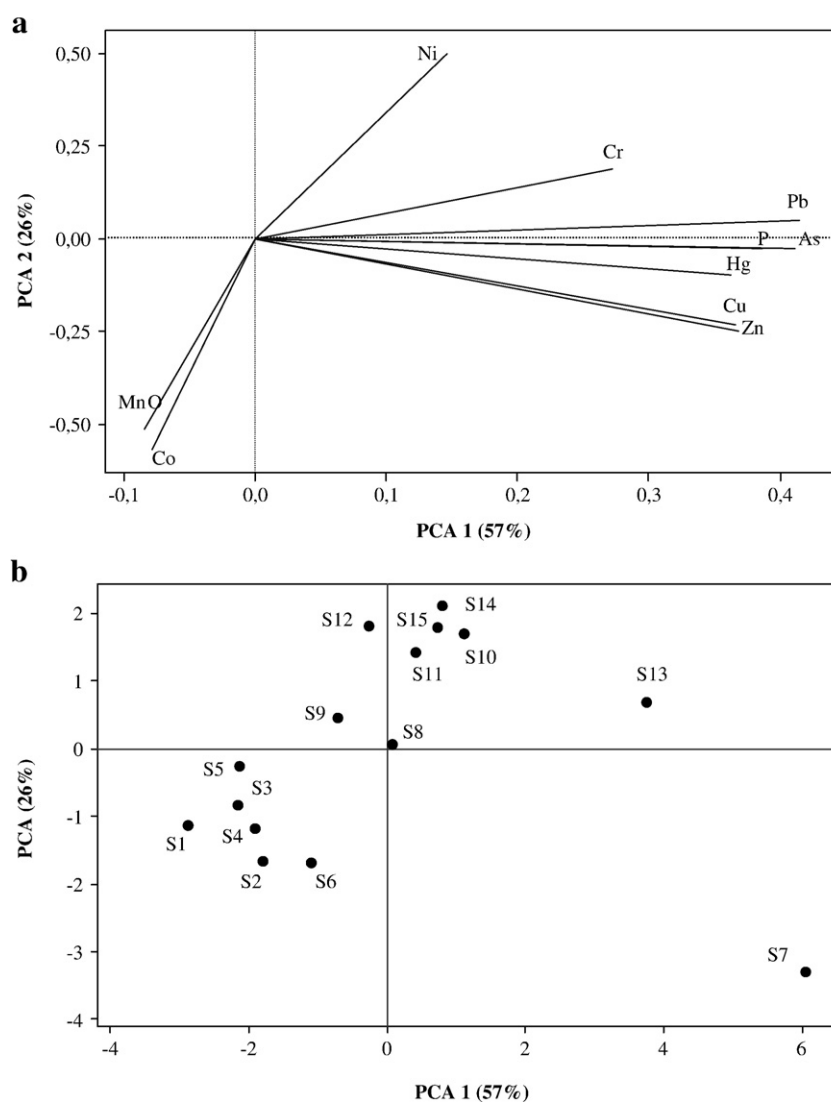 a
0,50
Ni
0,25
Cr
Pb
0,00
P
As
Hg
Cu
-0,25
Zn
MnO
-0,50
Co
PCA 2 (26%)
-0,1
0,0
0,1
0,2
0,3
0,4
PCA 1 (57%)
b
2
S12
S15
S14
S11
S10
1
S13
S9
S8
0
S5
S3
-1
S1
S4
S2
S6
-2
-3
S7
-4
PCA (26%)
-4
-2
0
2
4
6
PCA 1 (57%)